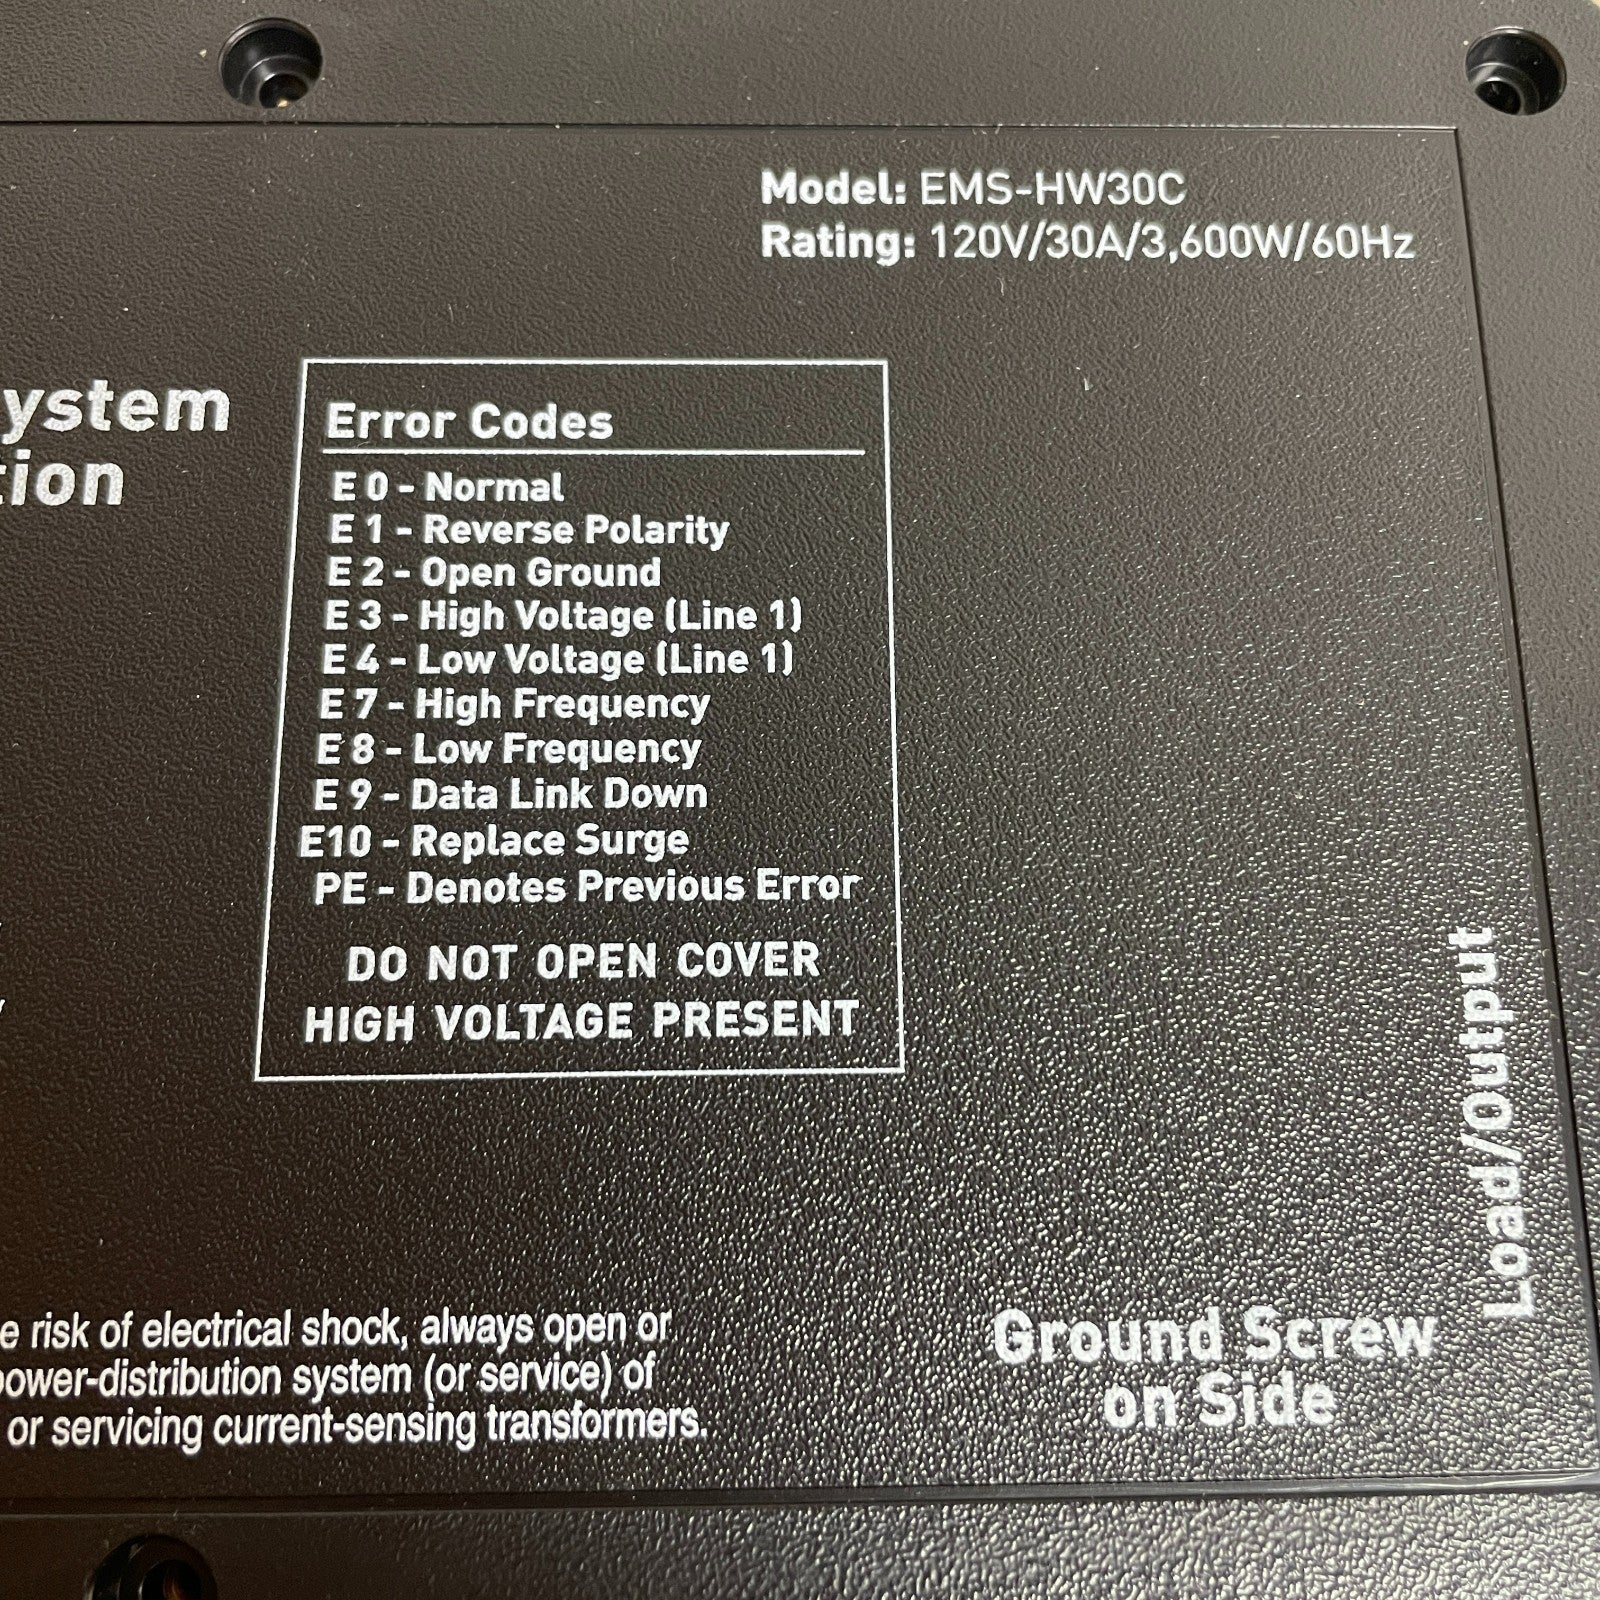 Model: EMS-HW30C
Rating: 120V/30A/3,600W/60Hz
Error Codes
E 0 - Normal
E 1 - Reverse Polarity
E 2 - Open Ground
E 3 - High Voltage (Line 1)
E 4 - Low Voltage (Line 1)
E 7 - High Frequency
E 8 - Low Frequency
E 9 - Data Link Down
E10 - Replace Surge
PE - Denotes Previous Error
DO NOT OPEN COVER
HIGH VOLTAGE PRESENT
Load/Output
Ground Screw
on Side
risk of electrical shock, always open or
power-distribution system (or service) of
or servicing current-sensing transformers.